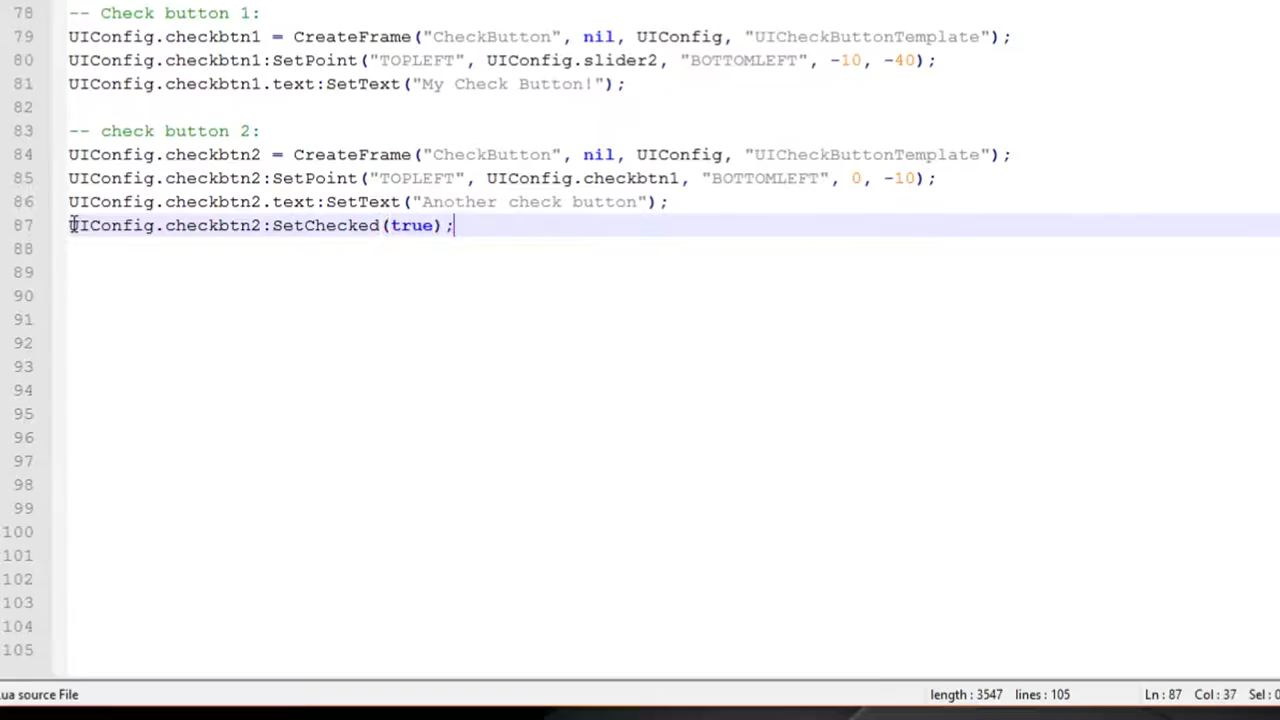 78 -- Check button 1:
79 UIConfig.checkbtn1 = CreateFrame("CheckButton", nil, UIConfig, "UICheckButtonTemplate");
80 UIConfig.checkbtn1:SetPoint("TOPLEFT", UIConfig.slider2, "BOTTOMLEFT", -10, -40);
81 UIConfig.checkbtn1.text:SetText("My Check Button!");
82
83 -- check button 2:
84 UIConfig.checkbtn2 = CreateFrame("CheckButton", nil, UIConfig, "UICheckButtonTemplate");
85 UIConfig.checkbtn2:SetPoint("TOPLEFT", UIConfig.checkbtn1, "BOTTOMLEFT", 0, -10);
86 UIConfig.checkbtn2.text:SetText("Another check button");
87 UIConfig.checkbtn2:SetChecked(true);
88
89
90
91
92
93
94
95
96
97
98
99
100
101
102
103
104
105
ua source File length : 3547 lines : 105 Ln : 87 Col : 37 Sel : 0